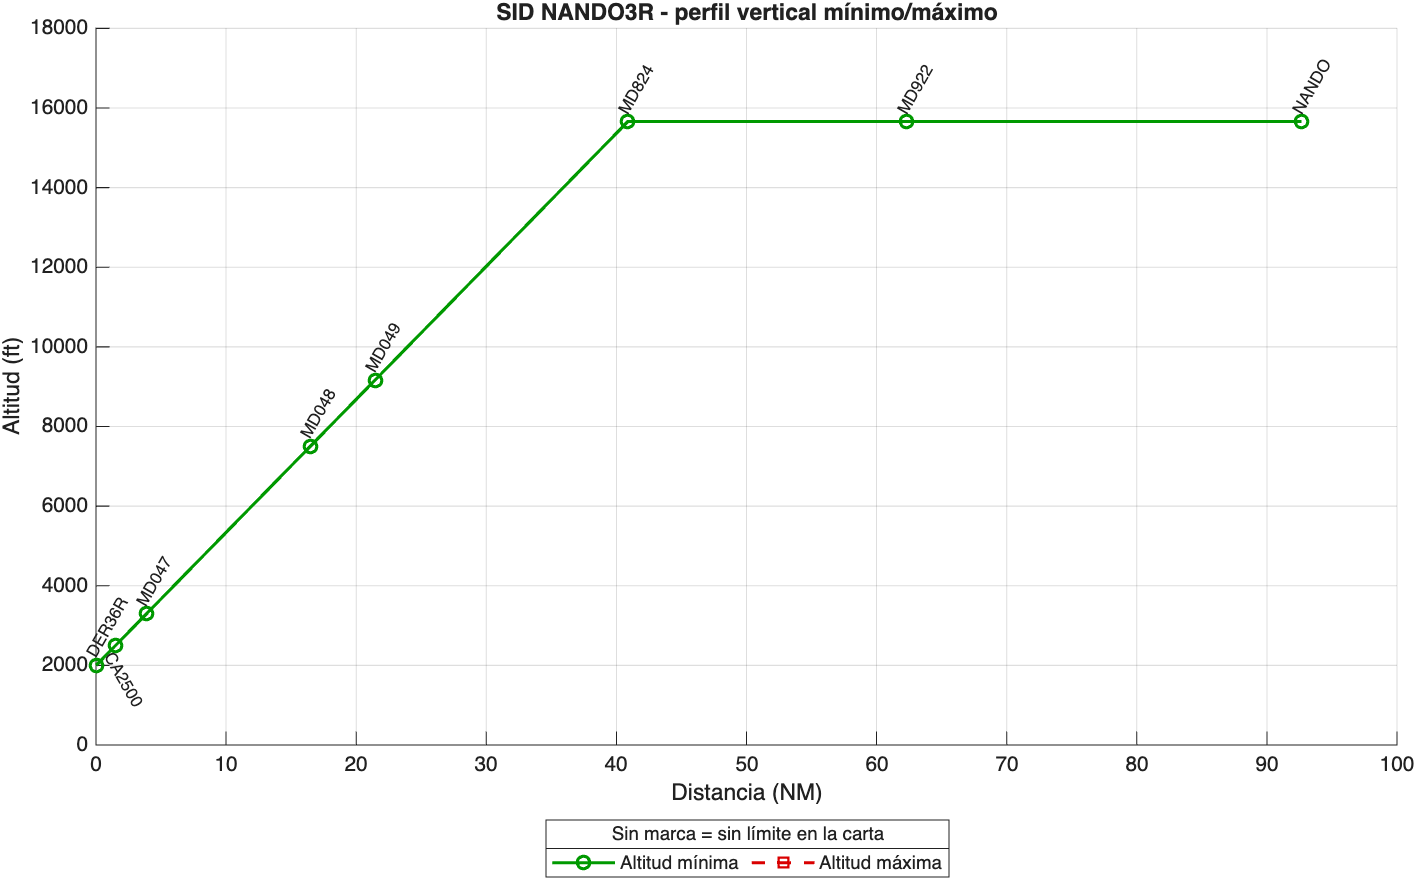 SID NANDO3R - perfil vertical mínimo/máximo
18000
16000
14000
12000
10000
8000
6000
4000
2000
0
Altitud (ft)
DER36R
CA2500
MD047
MD048
MD049
MD824
MD922
NANDO
0 10 20 30 40 50 60 70 80 90 100
Distancia (NM)
Sin marca = sin límite en la carta
Altitud mínima Altitud máxima